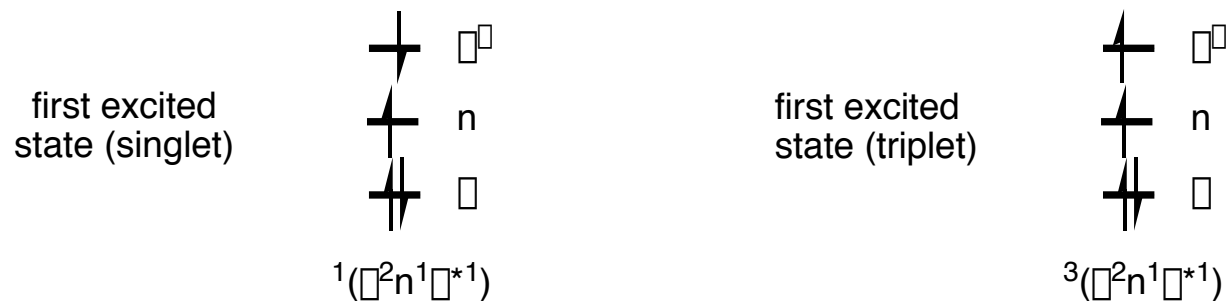 □□
first excited
state (singlet)
n
□
1(□2n1□*1)
□□
first excited
state (triplet)
n
□
3(□2n1□*1)